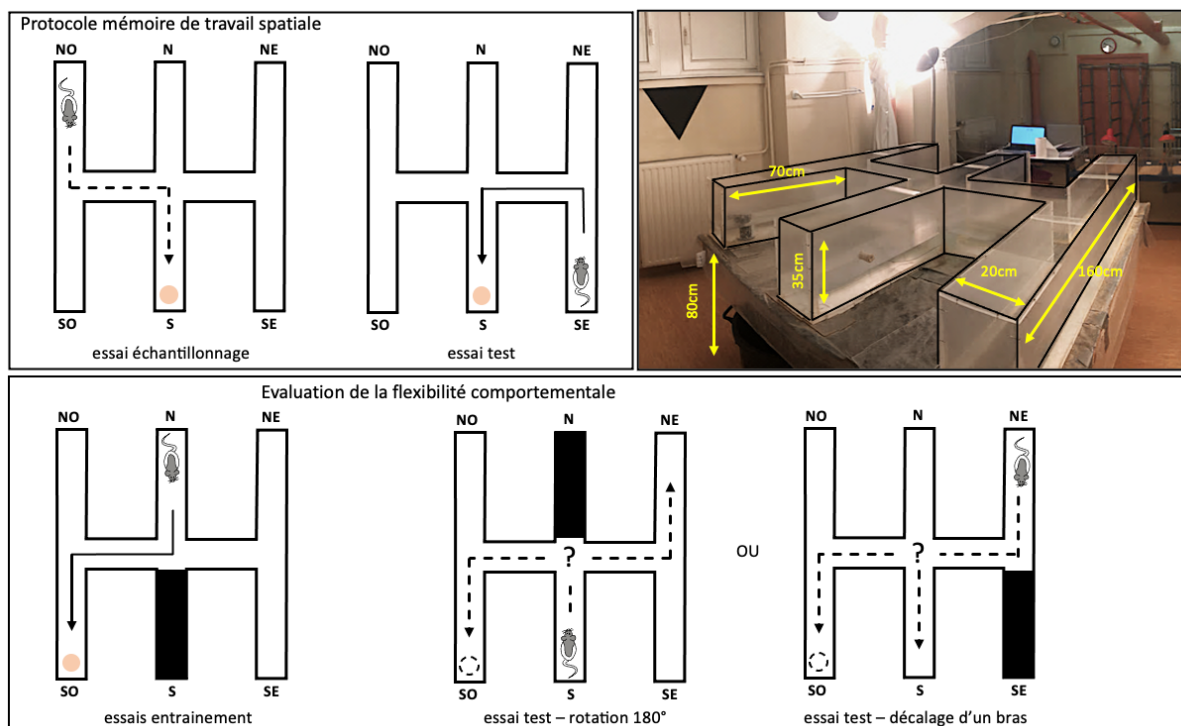 Protocole mémoire de travail spatiale
NO N NE NO N NE
SO S SE SO S SE
essai échantillonnage essai test
70cm
35cm
20cm
160cm
80cm
Evaluation de la flexibilité comportementale
NO N NE NO N NE NO N NE
? OU ?
SO S SE SO S SE SO S SE
essais entrainement essai test – rotation 180° essai test – décalage d'un bras